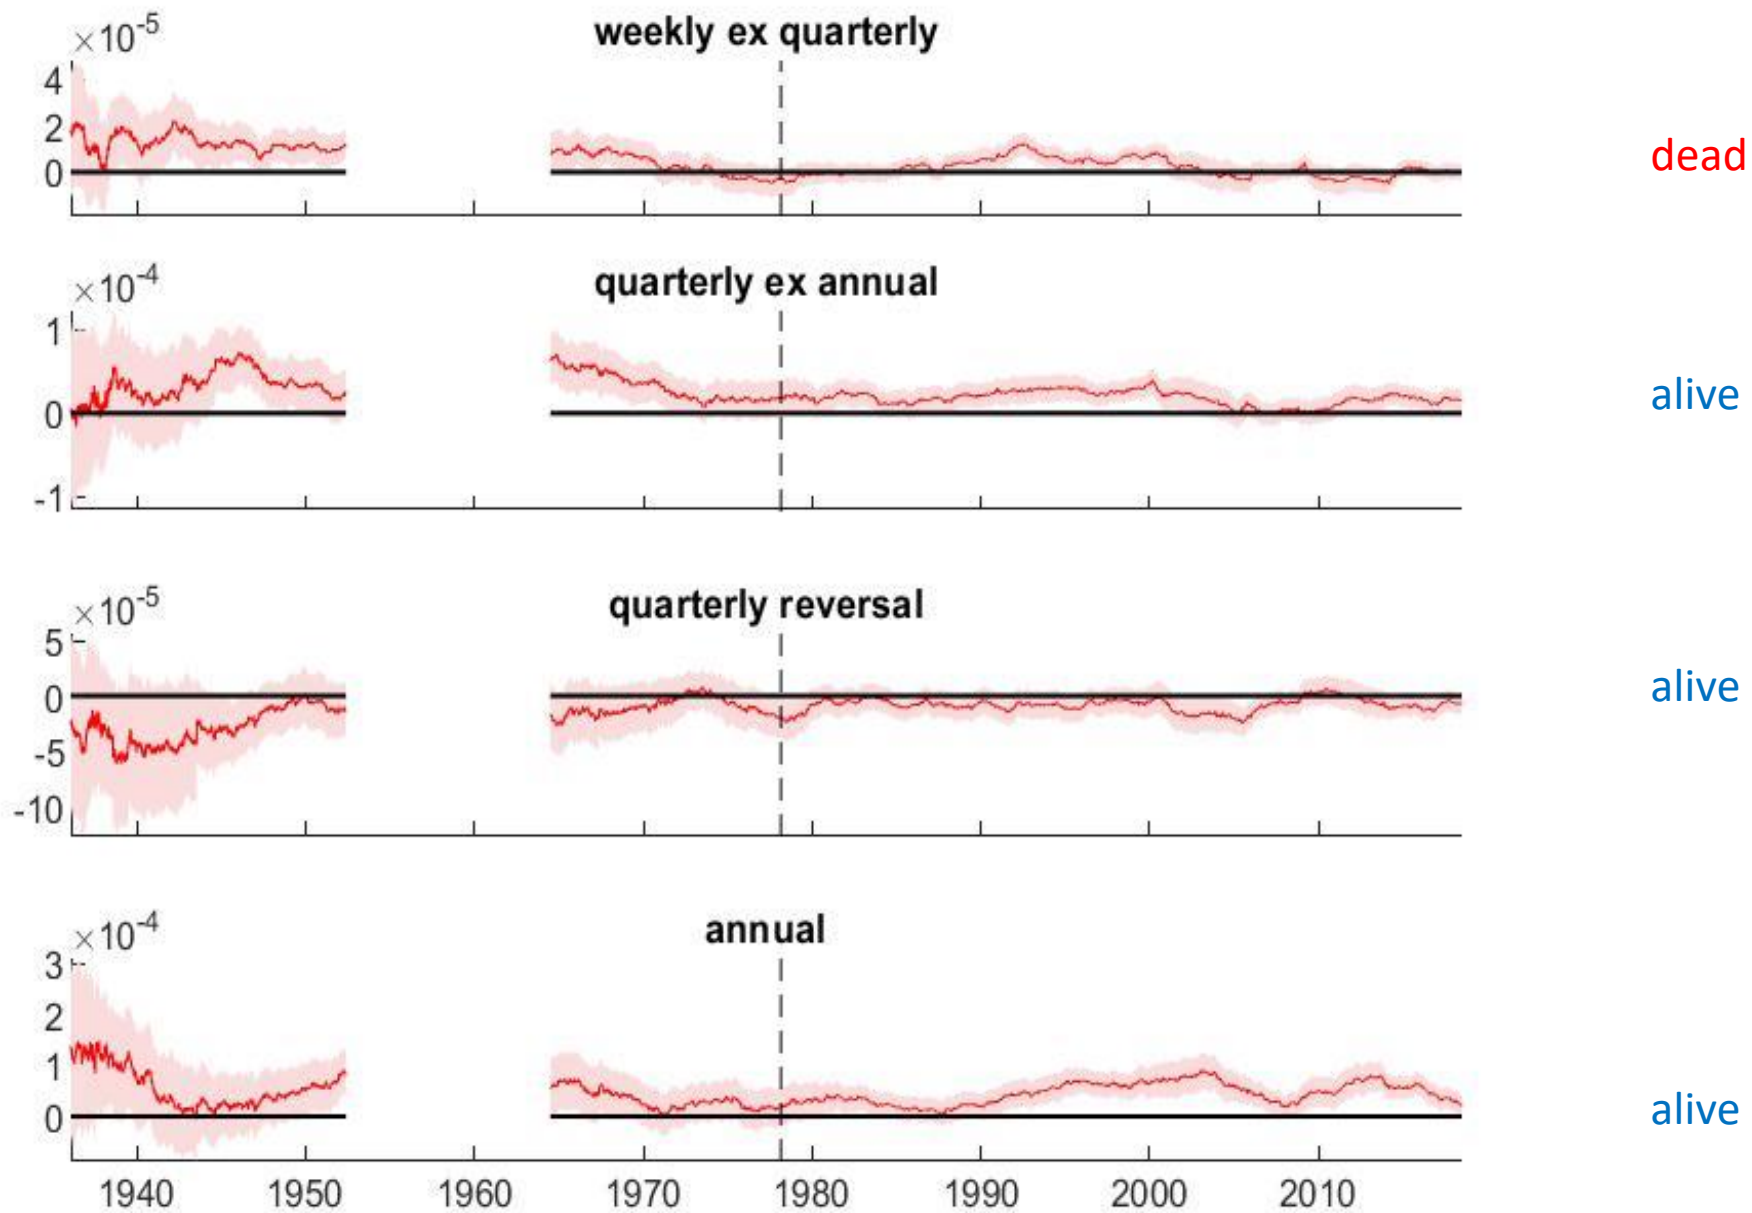 ×10^-5
weekly ex quarterly
4
2
0
dead
×10^-4
quarterly ex annual
1
0
-1
alive
×10^-5
quarterly reversal
5
0
-5
-10
alive
×10^-4
annual
3
2
1
0
alive
1940 1950 1960 1970 1980 1990 2000 2010